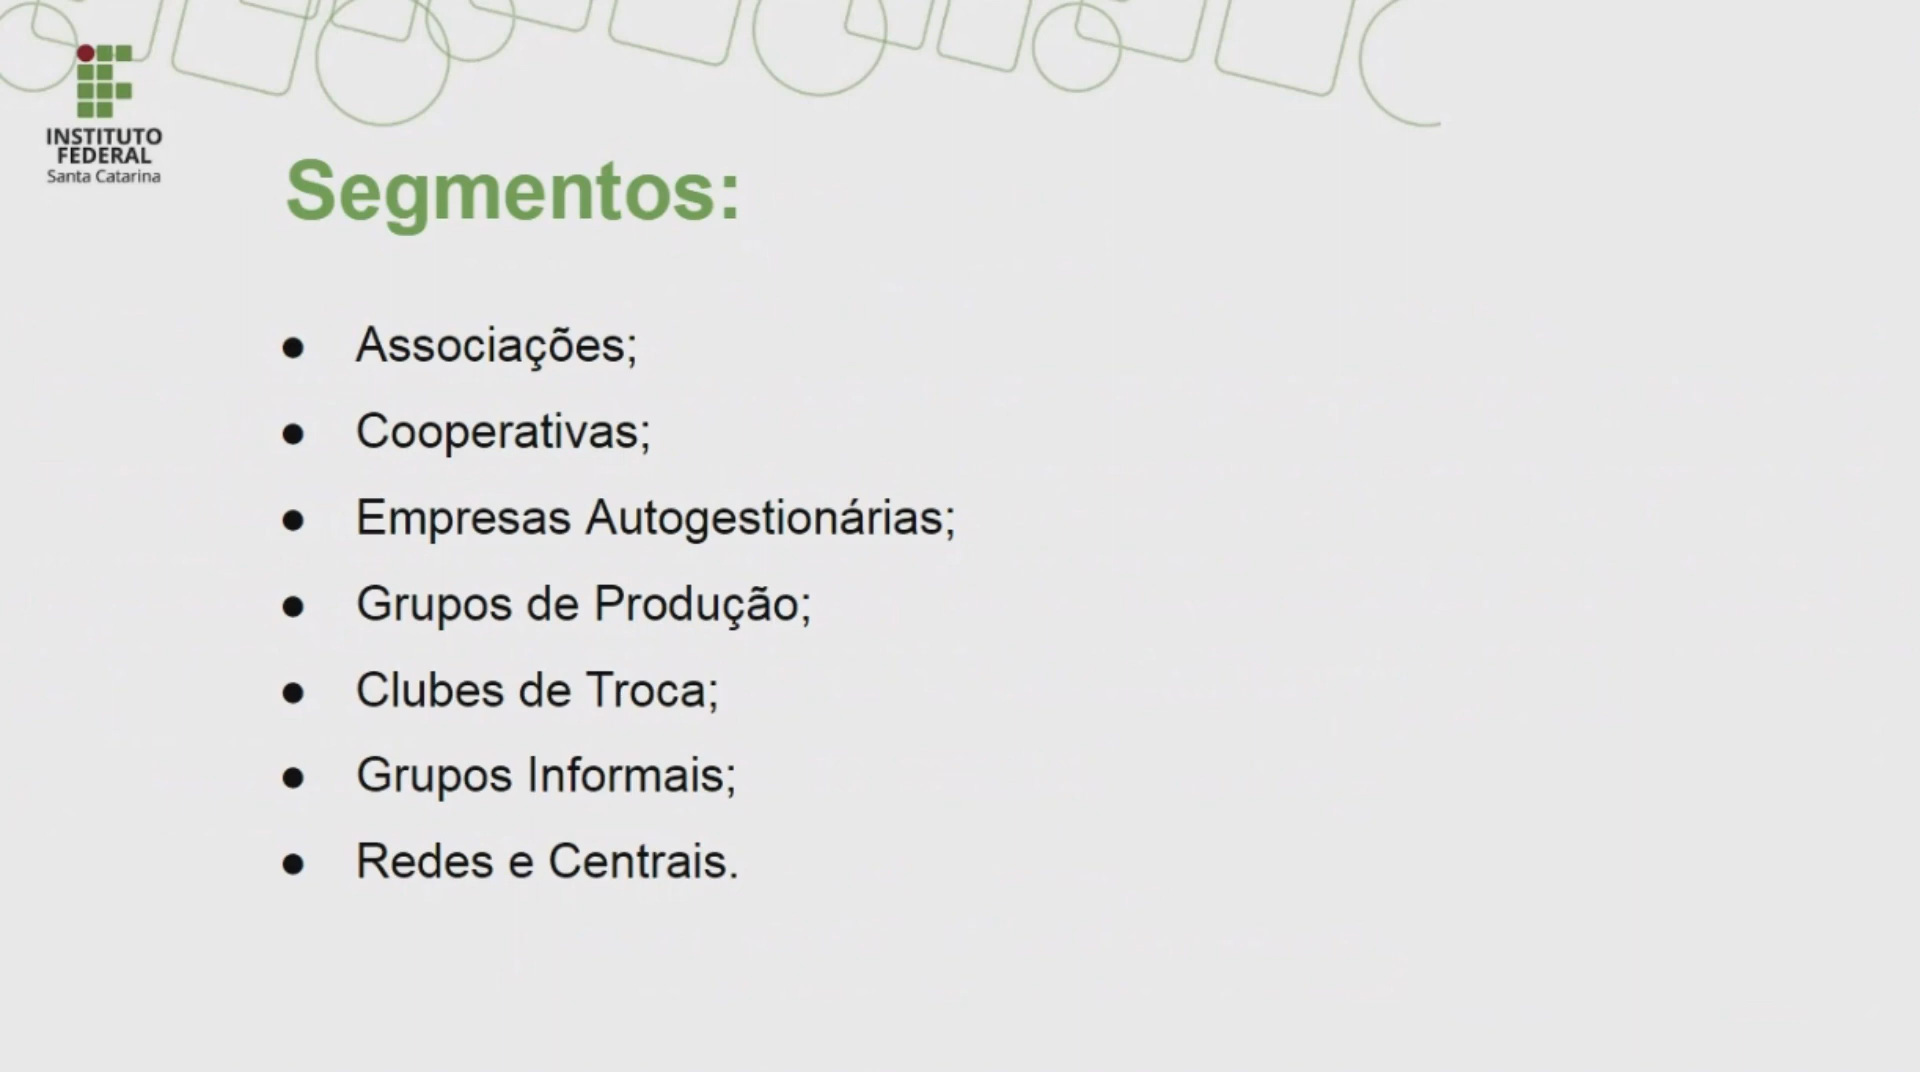 INSTITUTO
FEDERAL
Santa Catarina
Segmentos:
● Associações;
● Cooperativas;
● Empresas Autogestionárias;
● Grupos de Produção;
● Clubes de Troca;
● Grupos Informais;
● Redes e Centrais.